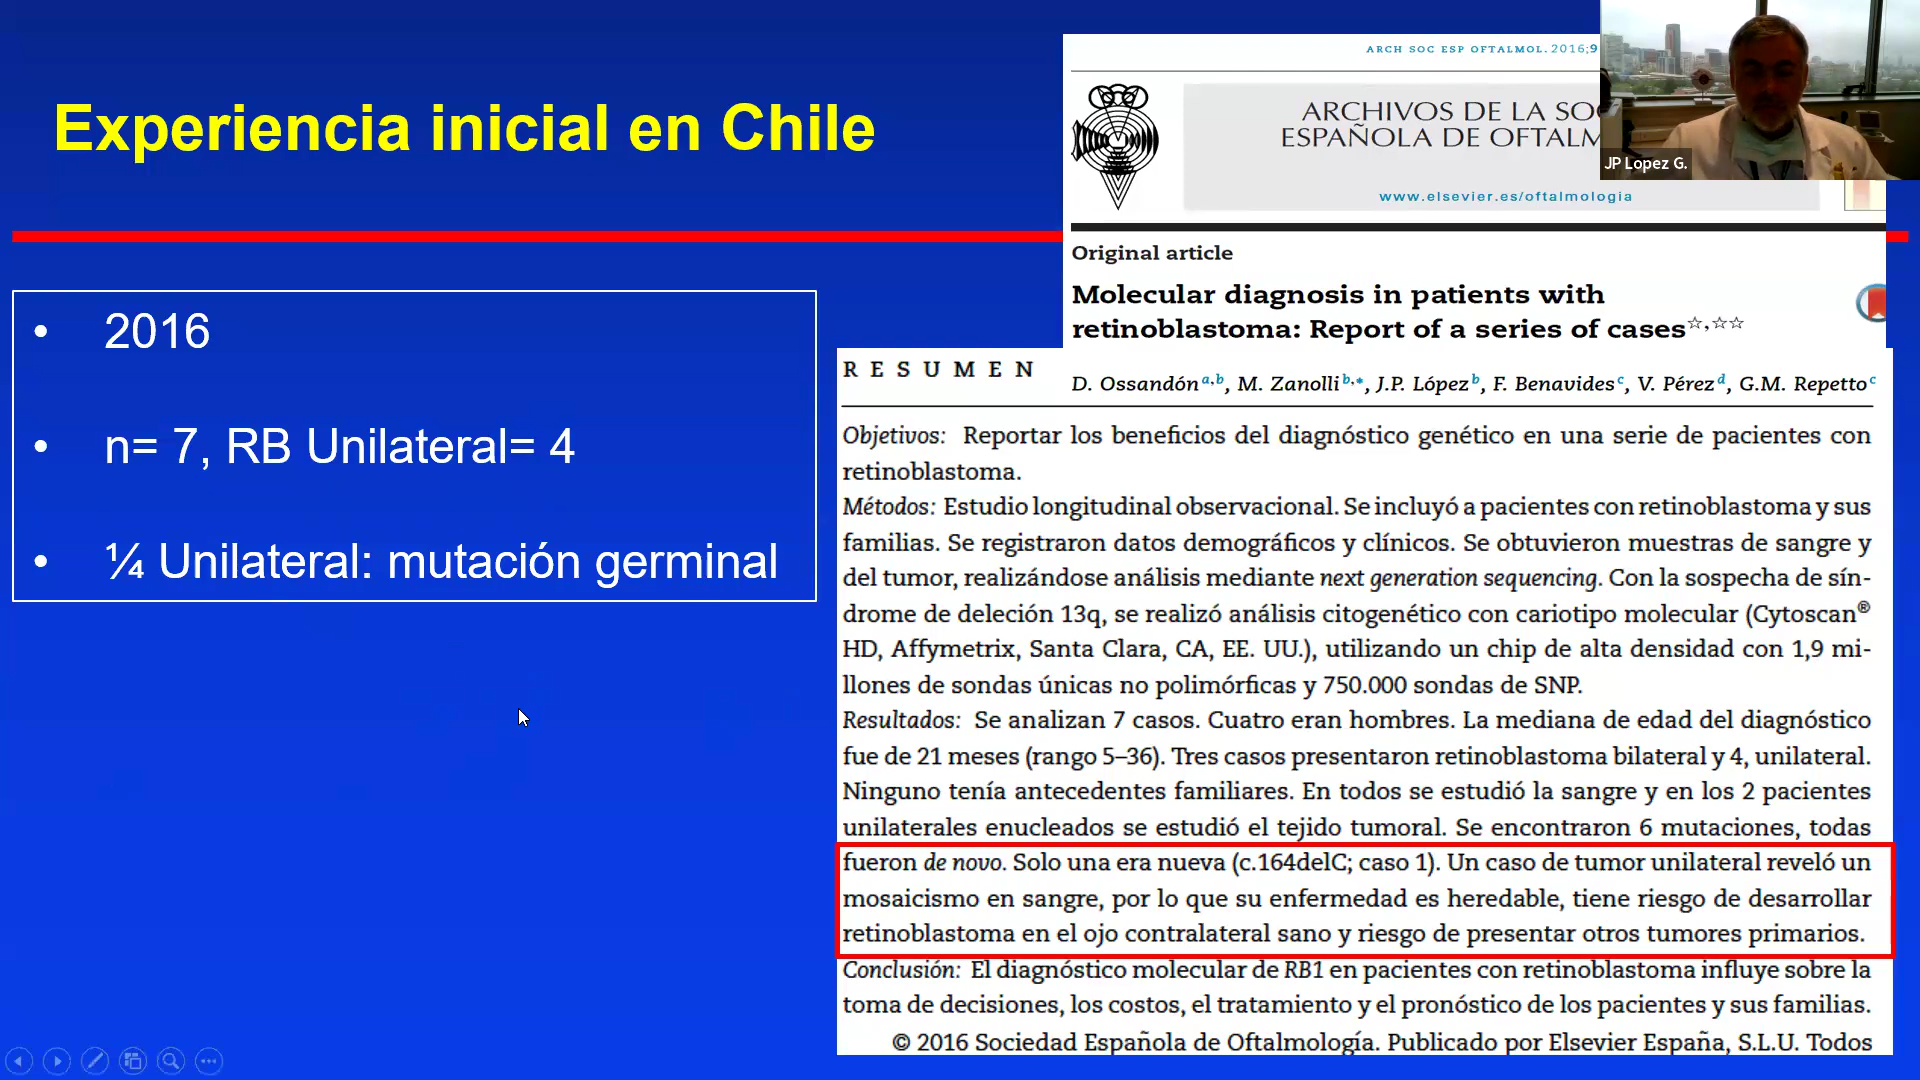 Experiencia inicial en Chile
• 2016
• n= 7, RB Unilateral= 4
• ¼ Unilateral: mutación germinal
ARCH SOC ESP OFTALMOL. 2016;9
ARCHIVOS DE LA SOC
ESPAÑOLA DE OFTALM
www.elsevier.es/oftalmologia
JP Lopez G.
Original article
Molecular diagnosis in patients with
retinoblastoma: Report of a series of cases☆,☆☆
RESUMEN
D. Ossandón a,b, M. Zanolli b,*, J.P. López b, F. Benavides c, V. Pérez d, G.M. Repetto c
Objetivos: Reportar los beneficios del diagnóstico genético en una serie de pacientes con
retinoblastoma.
Métodos: Estudio longitudinal observacional. Se incluyó a pacientes con retinoblastoma y sus
familias. Se registraron datos demográficos y clínicos. Se obtuvieron muestras de sangre y
del tumor, realizándose análisis mediante next generation sequencing. Con la sospecha de sín-
drome de deleción 13q, se realizó análisis citogenético con cariotipo molecular (Cytoscan®
HD, Affymetrix, Santa Clara, CA, EE. UU.), utilizando un chip de alta densidad con 1,9 mi-
llones de sondas únicas no polimórficas y 750.000 sondas de SNP.
Resultados: Se analizan 7 casos. Cuatro eran hombres. La mediana de edad del diagnóstico
fue de 21 meses (rango 5–36). Tres casos presentaron retinoblastoma bilateral y 4, unilateral.
Ninguno tenía antecedentes familiares. En todos se estudió la sangre y en los 2 pacientes
unilaterales enucleados se estudió el tejido tumoral. Se encontraron 6 mutaciones, todas
fueron de novo. Solo una era nueva (c.164delC; caso 1). Un caso de tumor unilateral reveló un
mosaicismo en sangre, por lo que su enfermedad es heredable, tiene riesgo de desarrollar
retinoblastoma en el ojo contralateral sano y riesgo de presentar otros tumores primarios.
Conclusión: El diagnóstico molecular de RB1 en pacientes con retinoblastoma influye sobre la
toma de decisiones, los costos, el tratamiento y el pronóstico de los pacientes y sus familias.
© 2016 Sociedad Española de Oftalmología. Publicado por Elsevier España, S.L.U. Todos